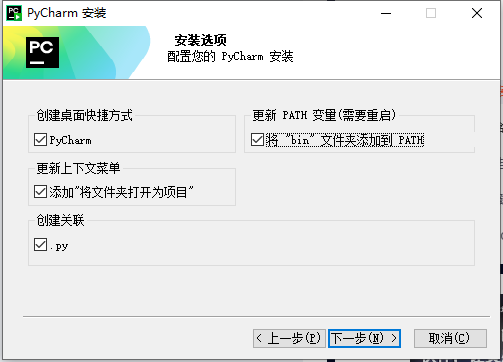 PyCharm 安装
PC
安装选项
配置您的 PyCharm 安装
创建桌面快捷方式
PyCharm
更新 PATH 变量(需要重启)
将 "bin" 文件夹添加到 PATH
更新上下文菜单
添加"将文件夹打开为项目"
创建关联
.py
< 上一步(P)
下一步(N) >
取消(C)